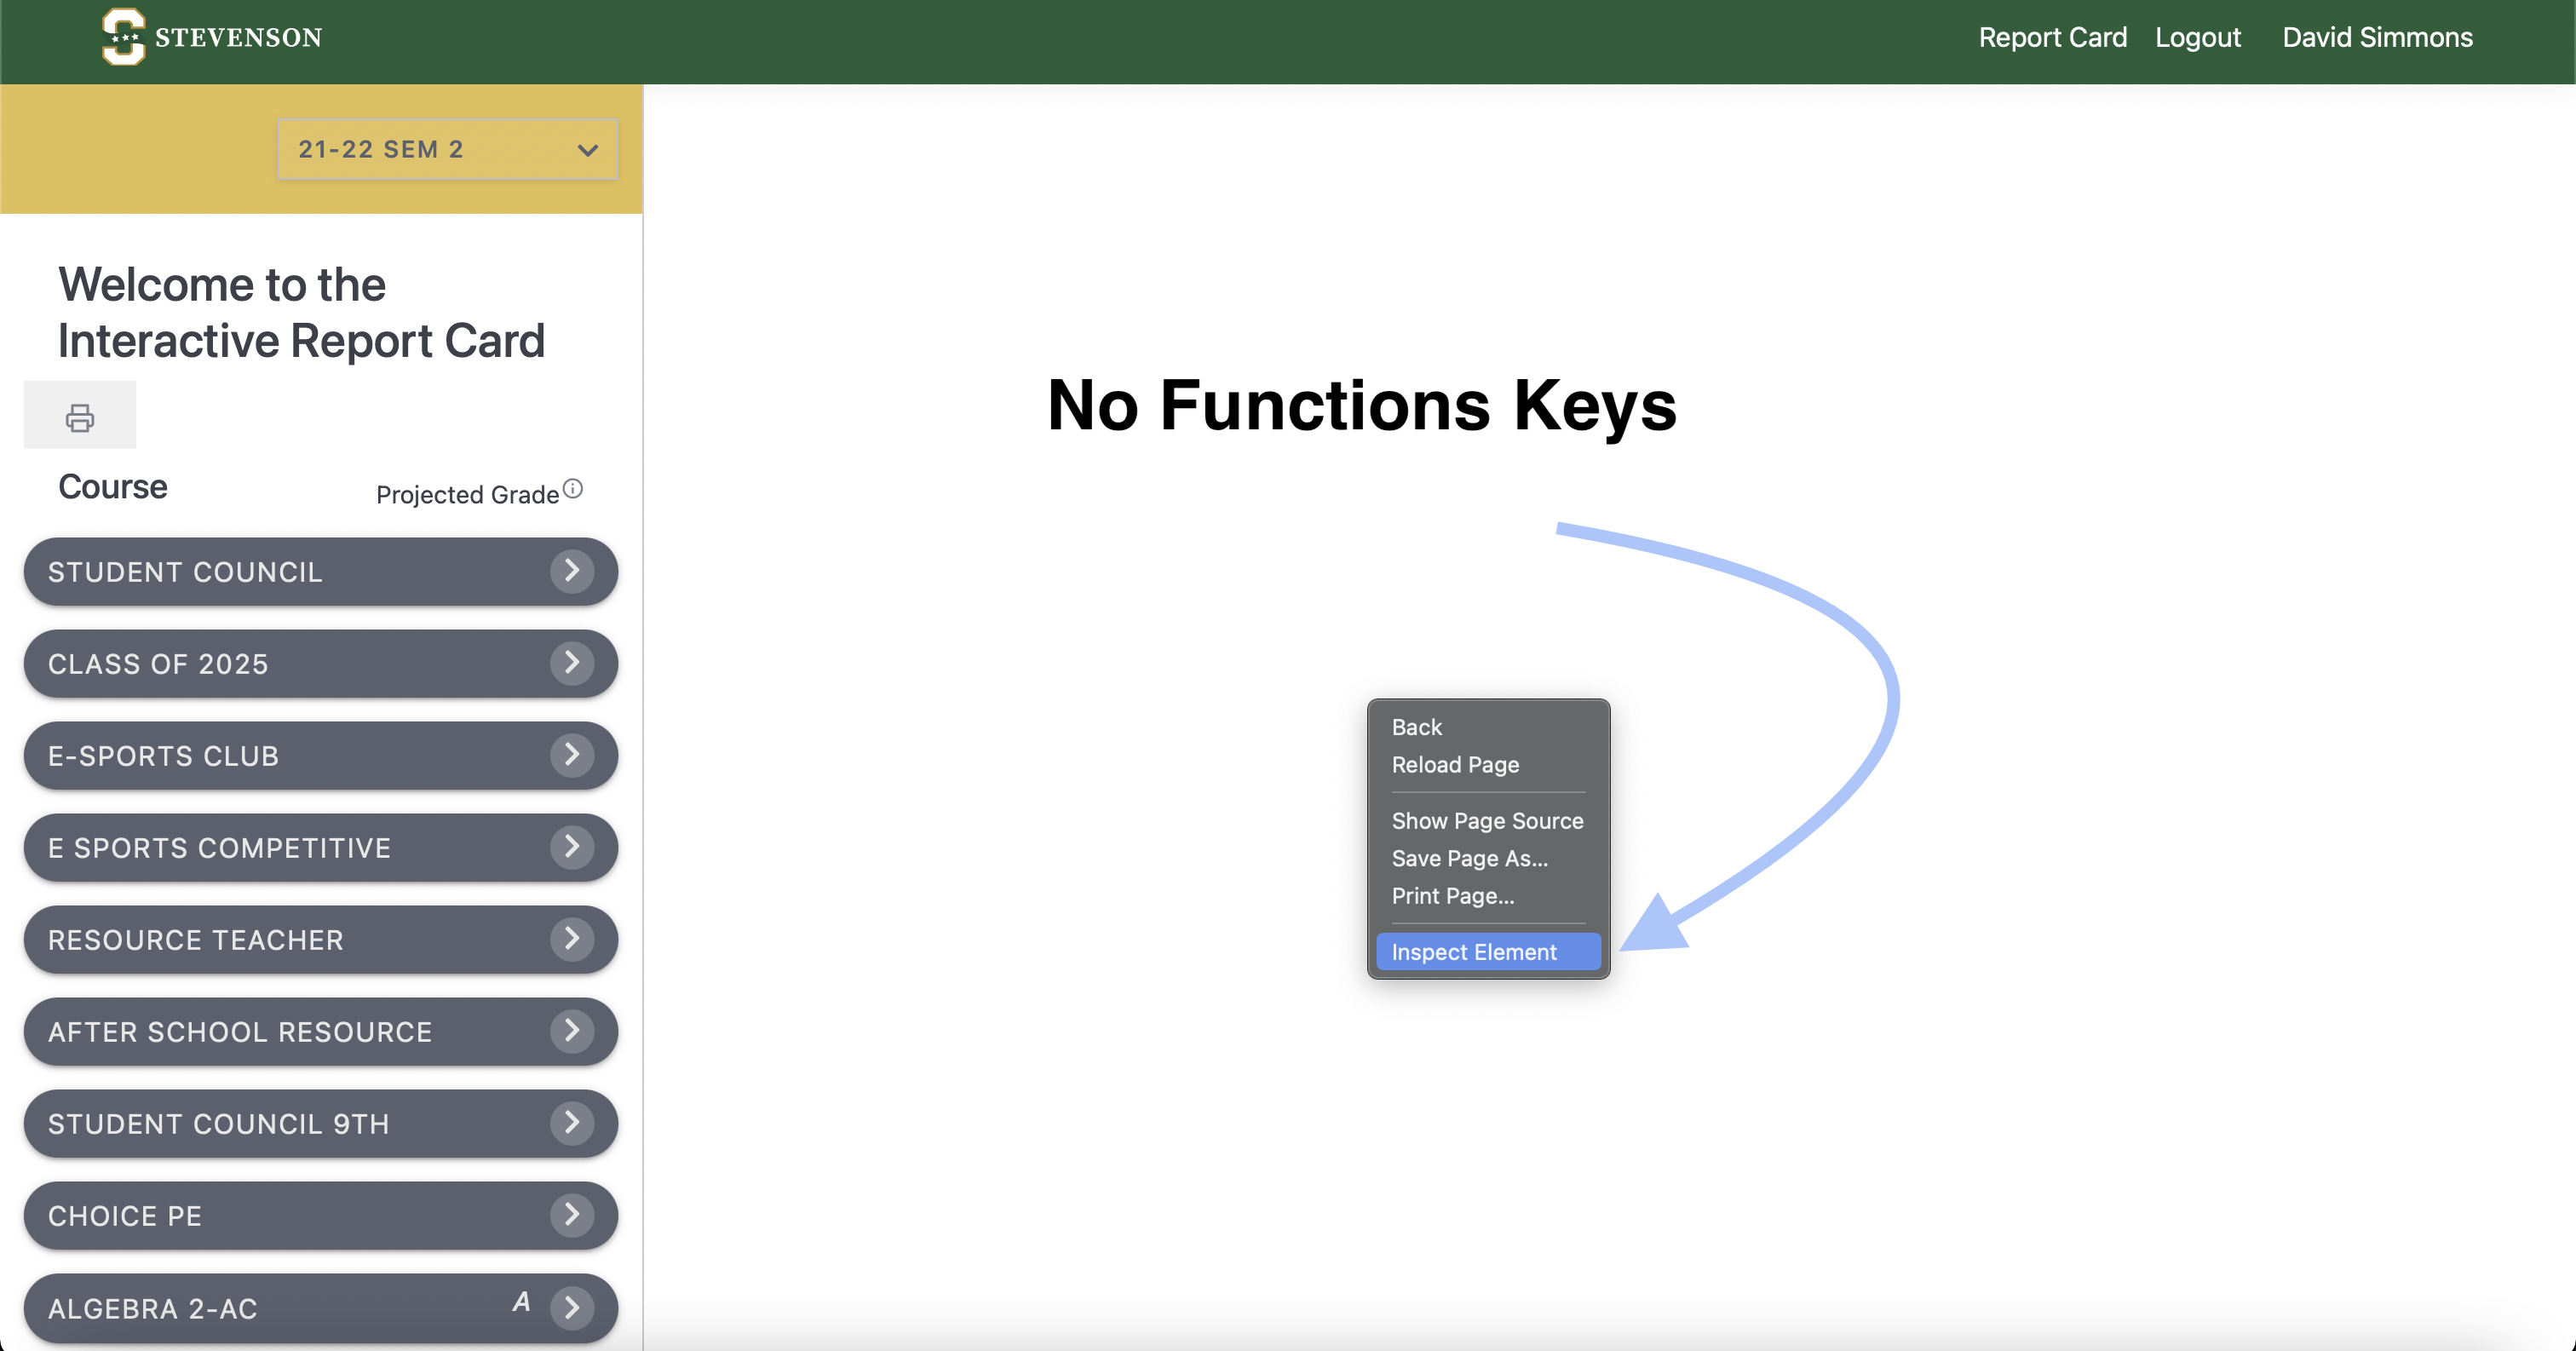 STEVENSON
Report Card Logout David Simmons
21-22 SEM 2
Welcome to the
Interactive Report Card
Course Projected Grade
STUDENT COUNCIL
CLASS OF 2025
E-SPORTS CLUB
E SPORTS COMPETITIVE
RESOURCE TEACHER
AFTER SCHOOL RESOURCE
STUDENT COUNCIL 9TH
CHOICE PE
ALGEBRA 2-AC A
No Functions Keys
Back
Reload Page
Show Page Source
Save Page As...
Print Page...
Inspect Element